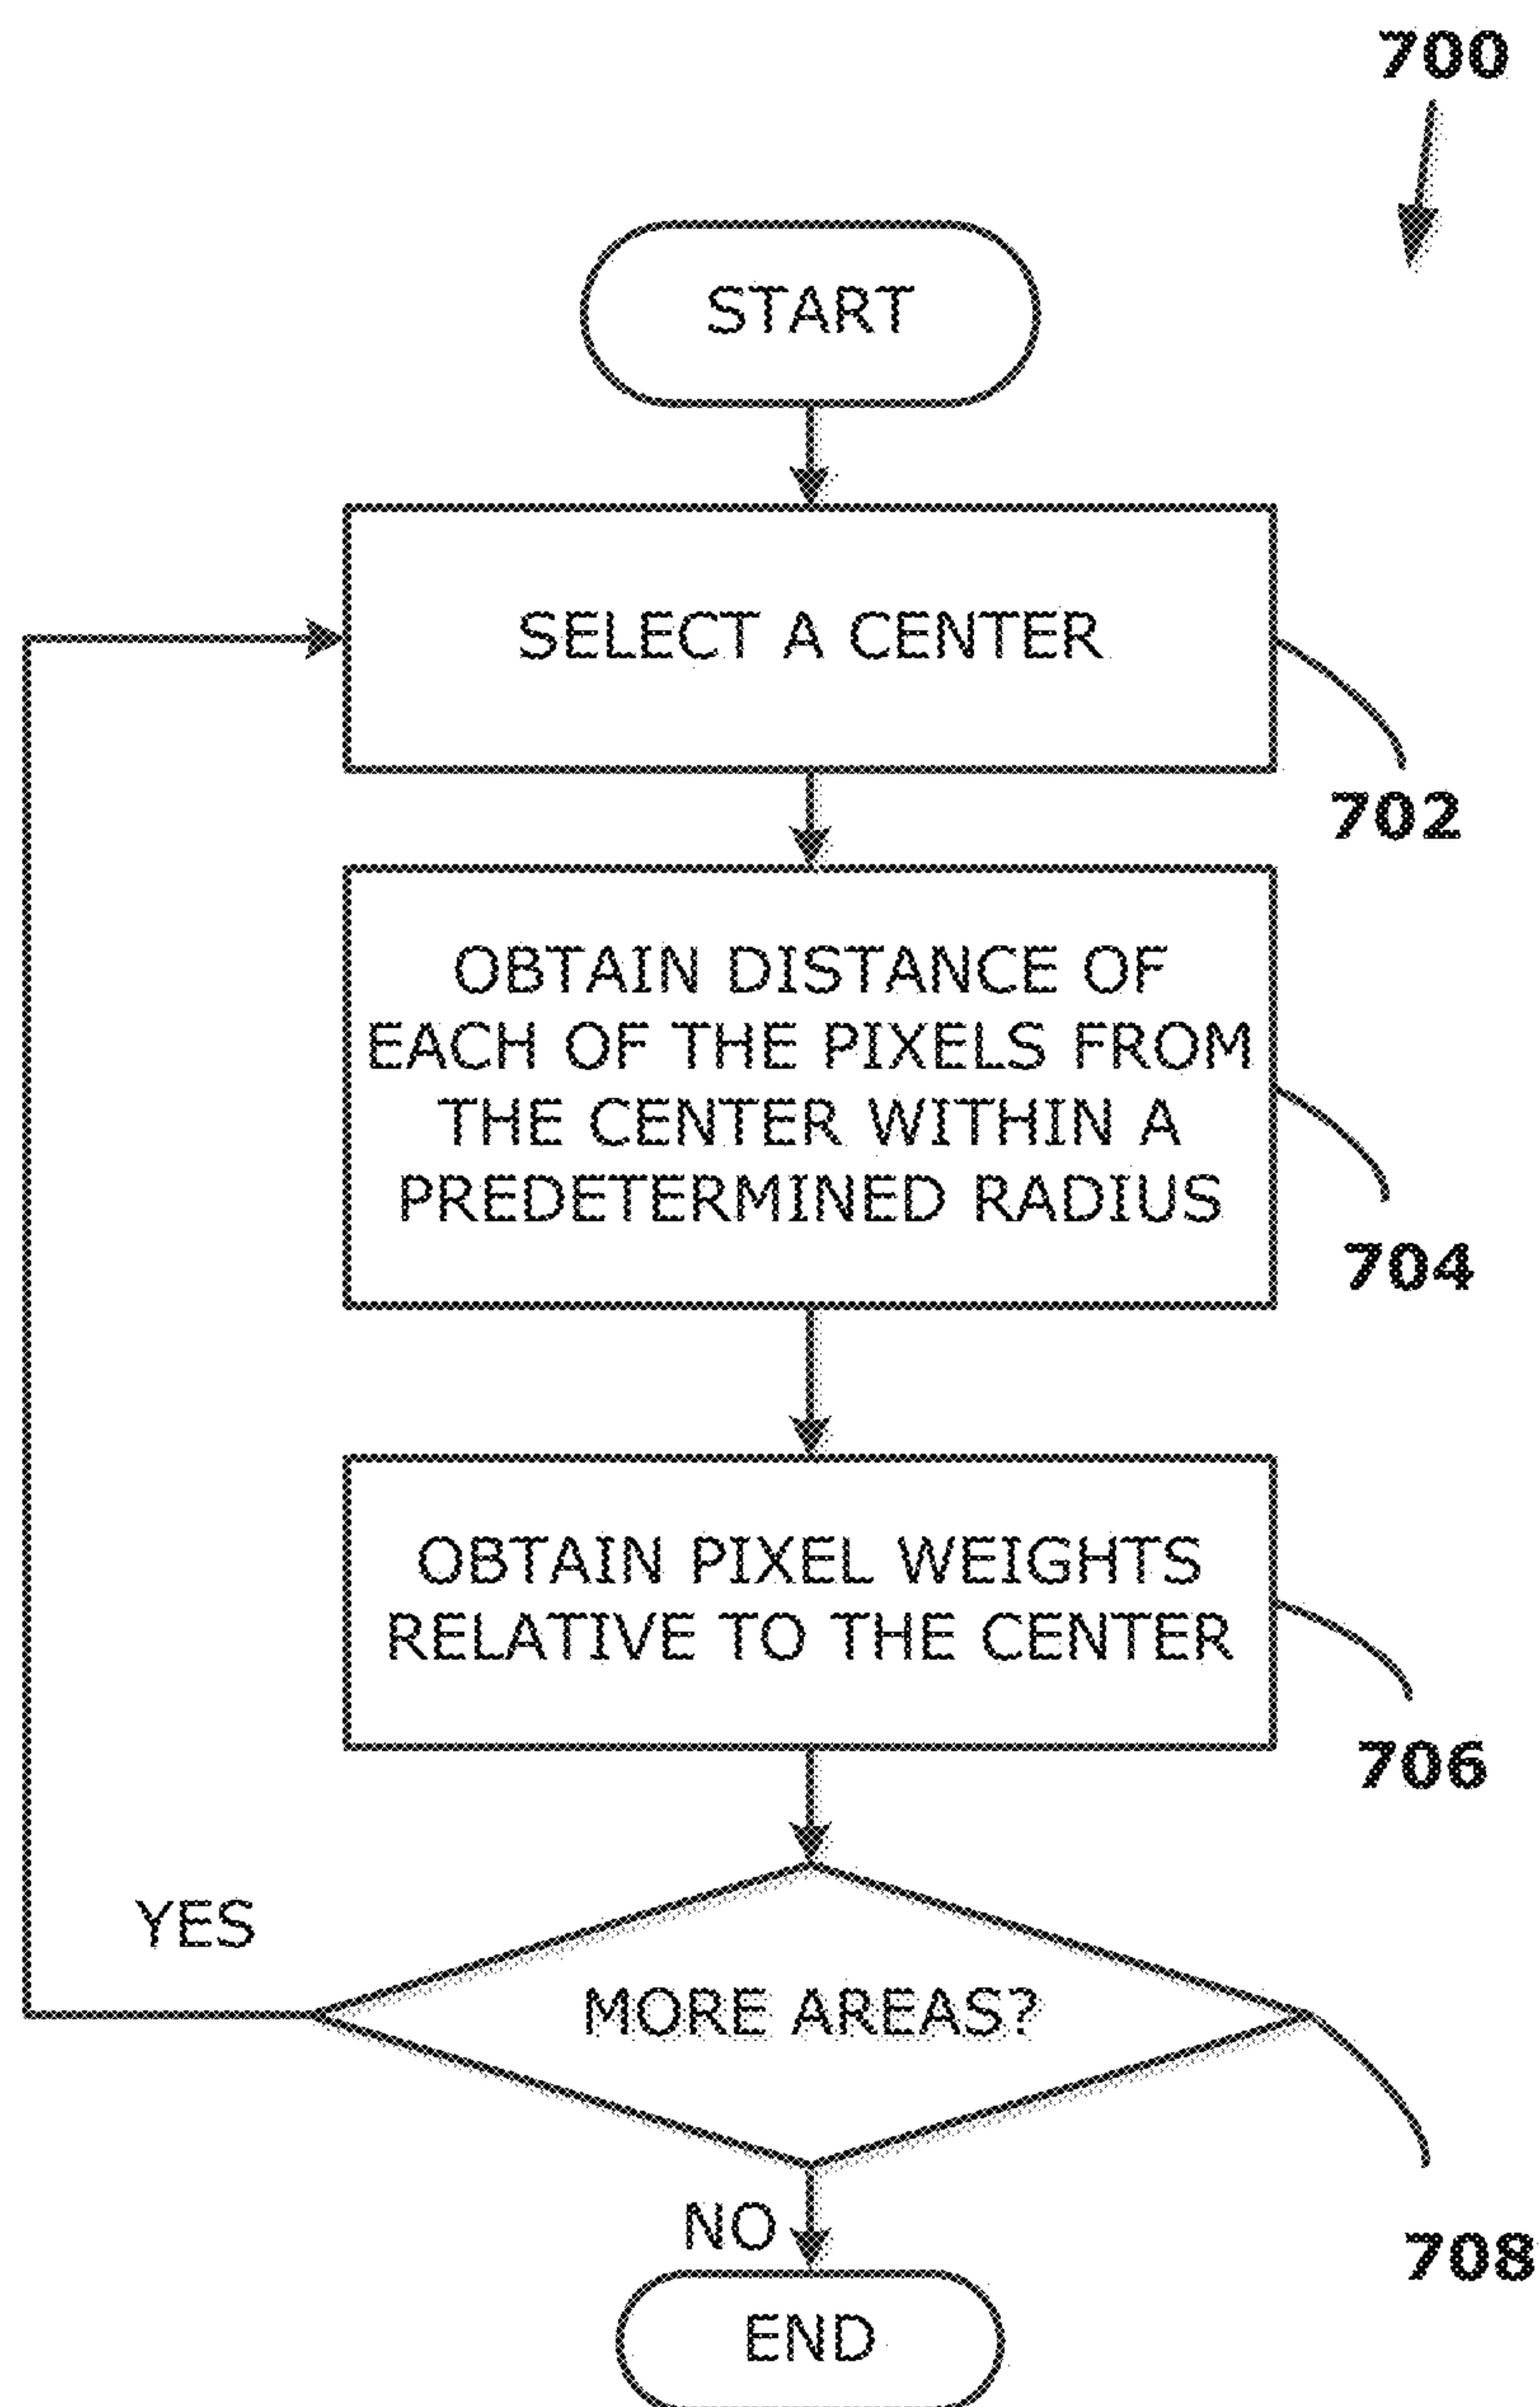 700
START
SELECT A CENTER
702
OBTAIN DISTANCE OF
EACH OF THE PIXELS FROM
THE CENTER WITHIN A
PREDETERMINED RADIUS
704
OBTAIN PIXEL WEIGHTS
RELATIVE TO THE CENTER
706
YES
MORE AREAS?
NO
708
END